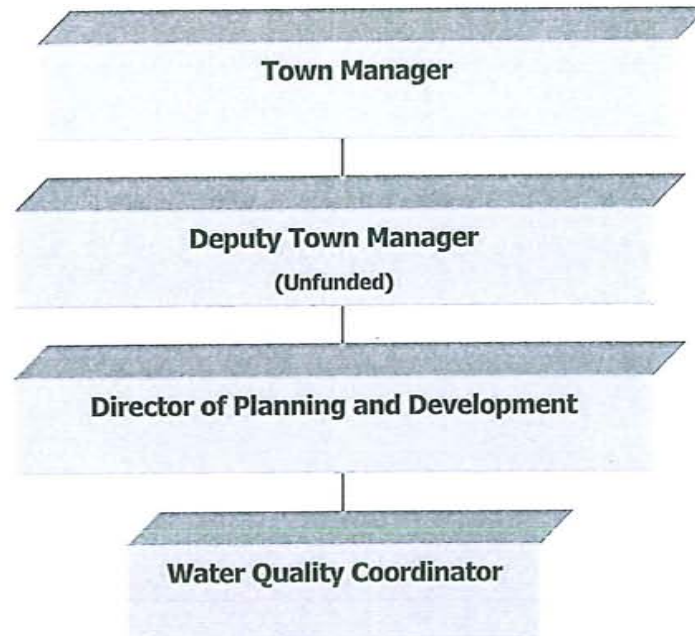 Town Manager
Deputy Town Manager
(Unfunded)
Director of Planning and Development
Water Quality Coordinator